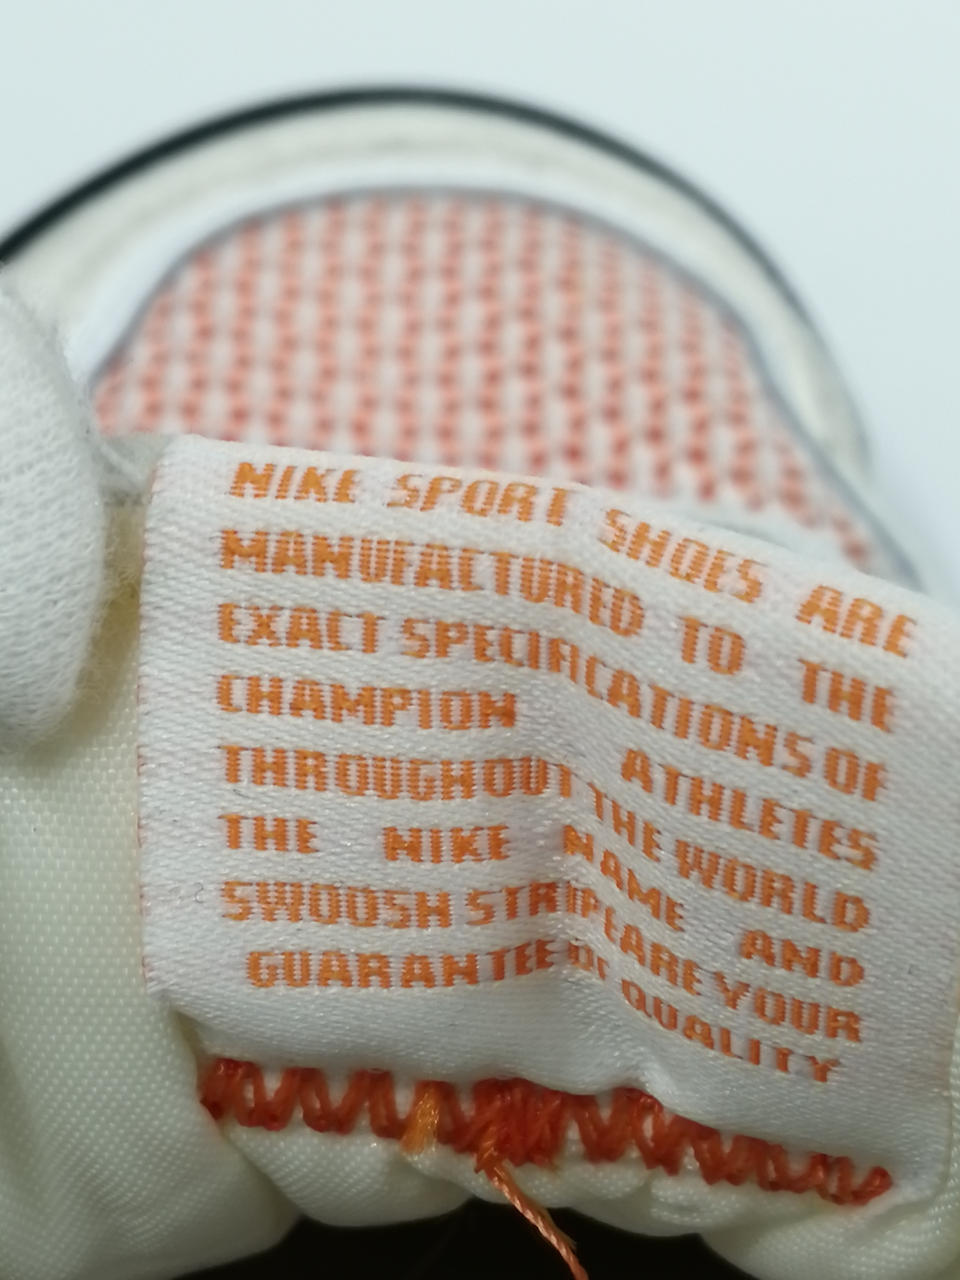 NIKE SPORT SHOES ARE
MANUFACTURED TO THE
EXACT SPECIFICATIONS OF
CHAMPION ATHLETES
THROUGHOUT THE WORLD
THE NIKE NAME AND
SWOOSH STRIPE ARE YOUR
GUARANTEE OF QUALITY